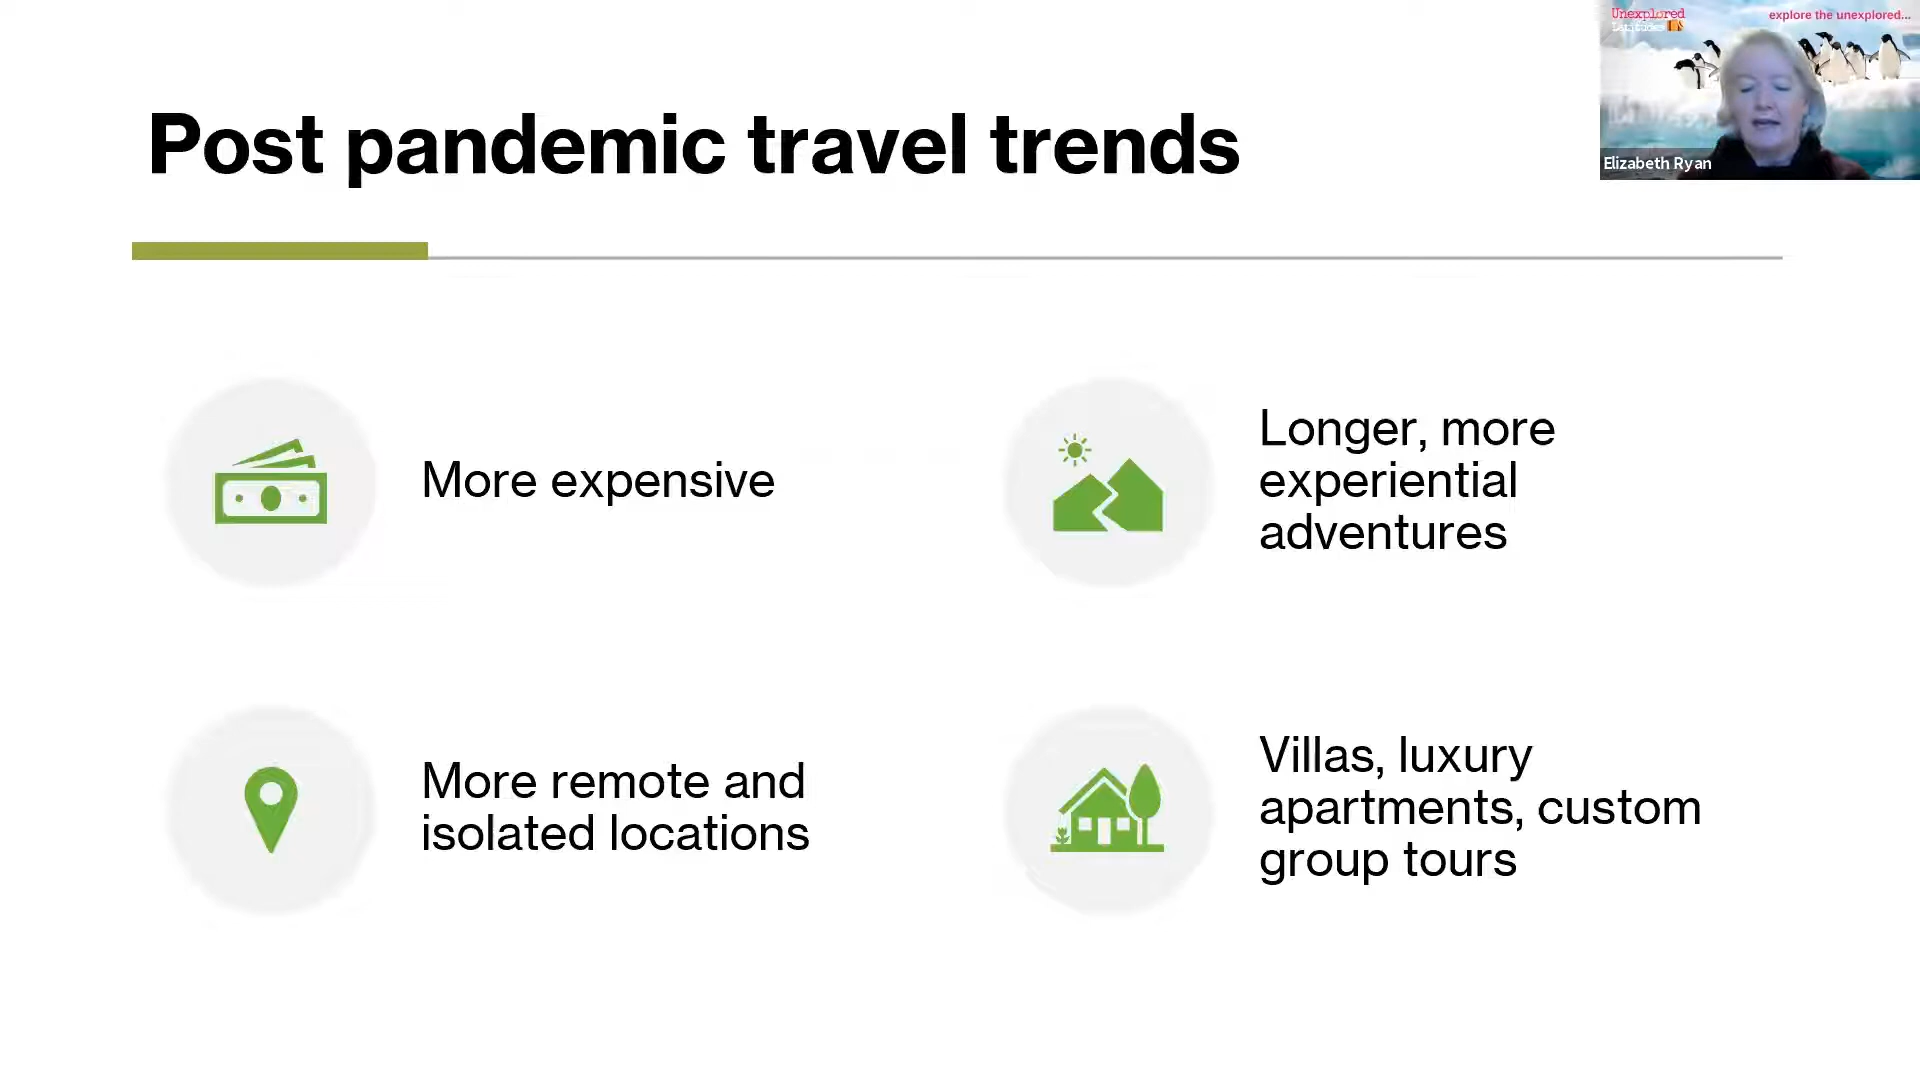 Unexplored
Latitudes
explore the unexplored...
Elizabeth Ryan
Post pandemic travel trends
More expensive
Longer, more
experiential
adventures
More remote and
isolated locations
Villas, luxury
apartments, custom
group tours